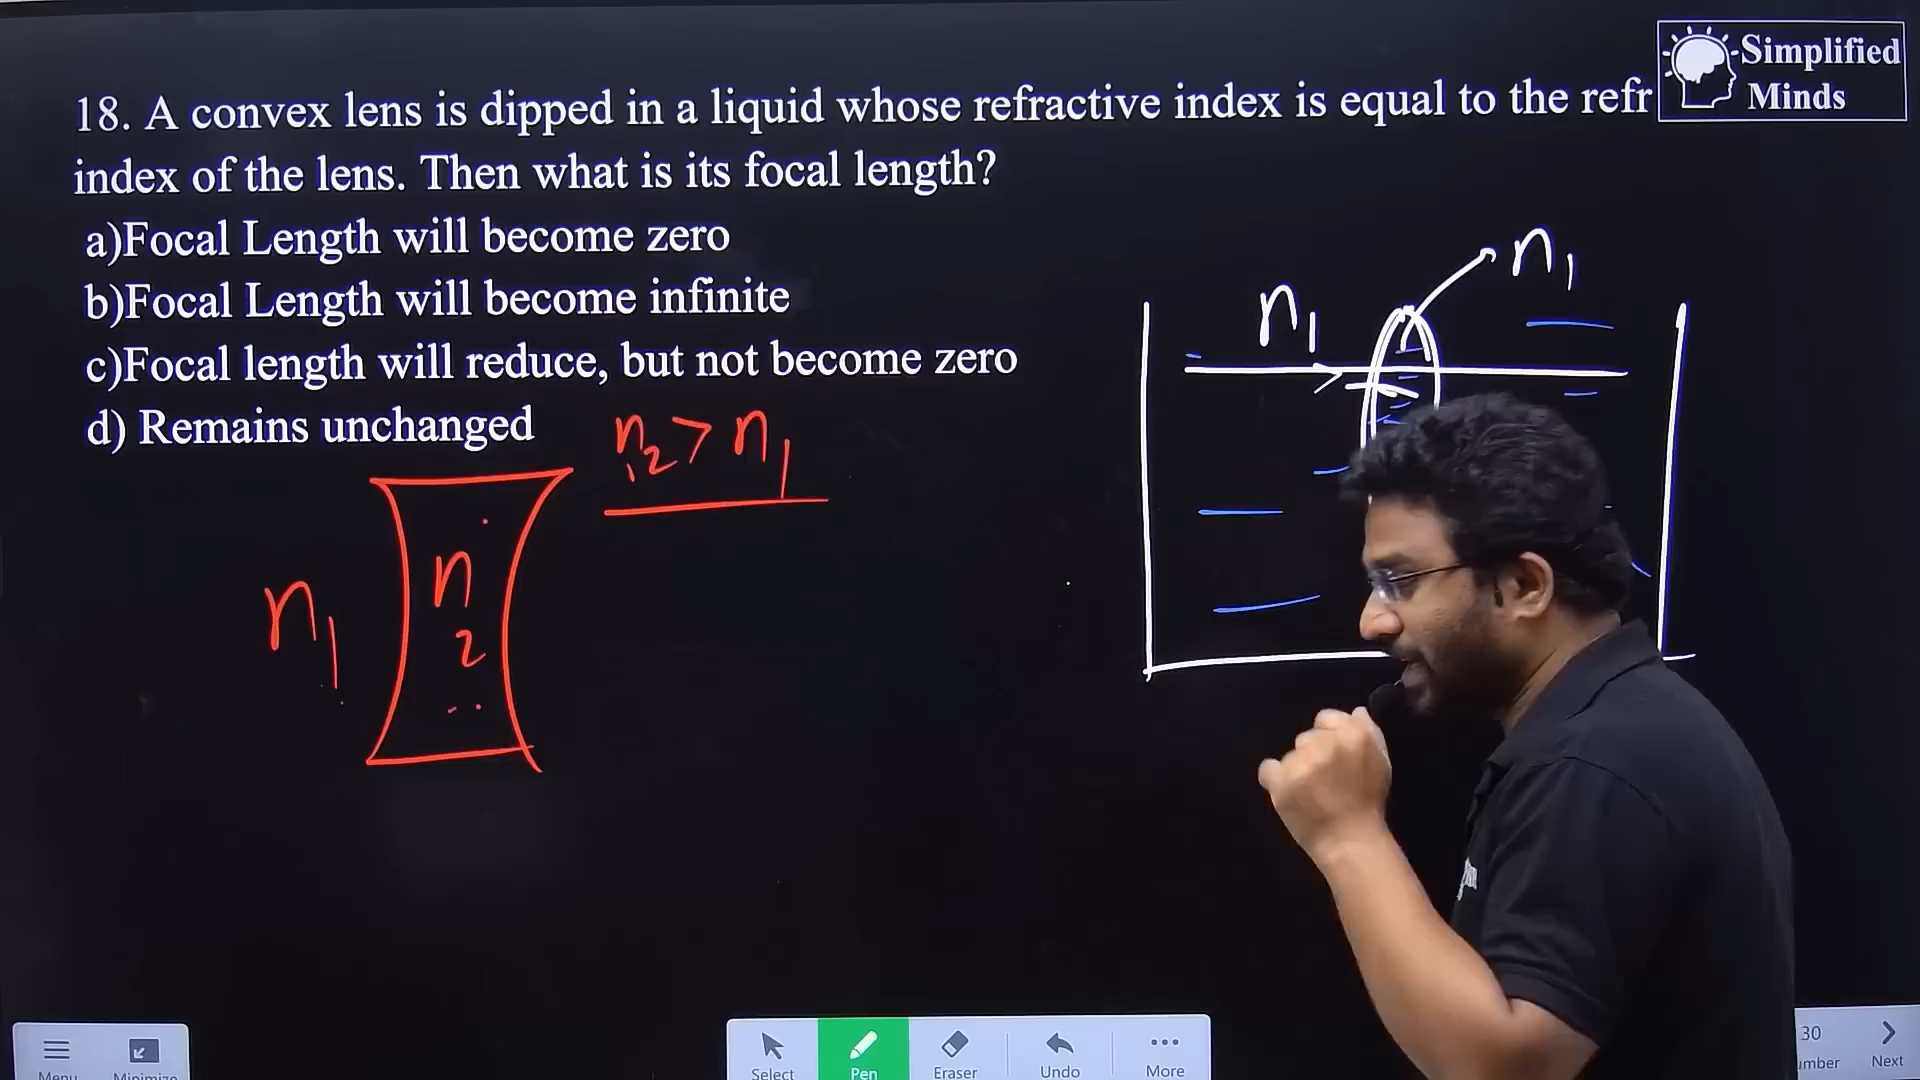 Simplified
Minds
18. A convex lens is dipped in a liquid whose refractive index is equal to the refr
index of the lens. Then what is its focal length?
a)Focal Length will become zero
b)Focal Length will become infinite
c)Focal length will reduce, but not become zero
d) Remains unchanged
n2 > n1
n1
n1
n1
n
2
Menu
Minimize
Select
Pen
Eraser
Undo
More
30
umber
Next